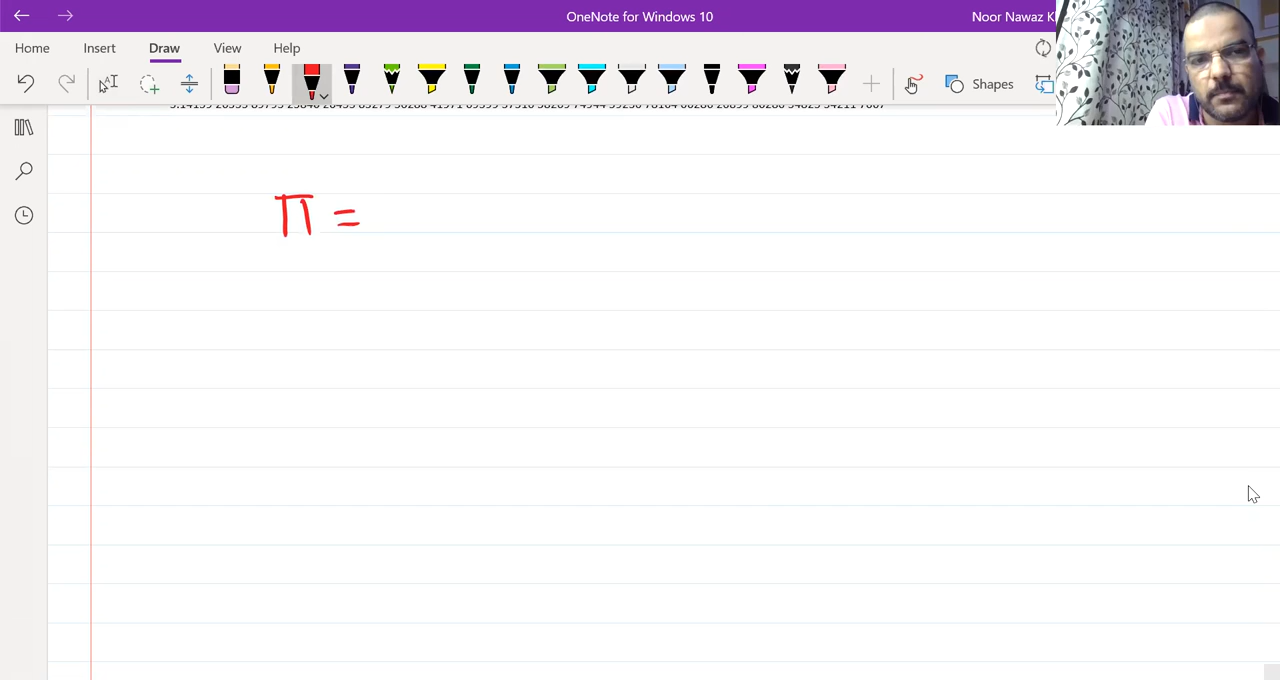 OneNote for Windows 10
Noor Nawaz K
Home Insert Draw View Help
Shapes
π =